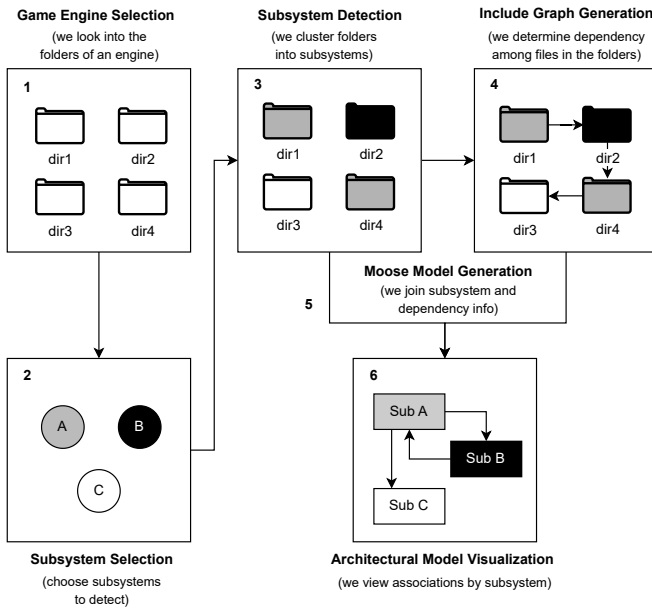 Game Engine Selection
(we look into the
folders of an engine)
1
dir1
dir2
dir3
dir4
Subsystem Detection
(we cluster folders
into subsystems)
3
dir1
dir2
dir3
dir4
Include Graph Generation
(we determine dependency
among files in the folders)
4
dir1
dir2
dir3
dir4
Moose Model Generation
(we join subsystem and
dependency info)
5
2
A
B
C
Subsystem Selection
(choose subsystems
to detect)
6
Sub A
Sub B
Sub C
Architectural Model Visualization
(we view associations by subsystem)